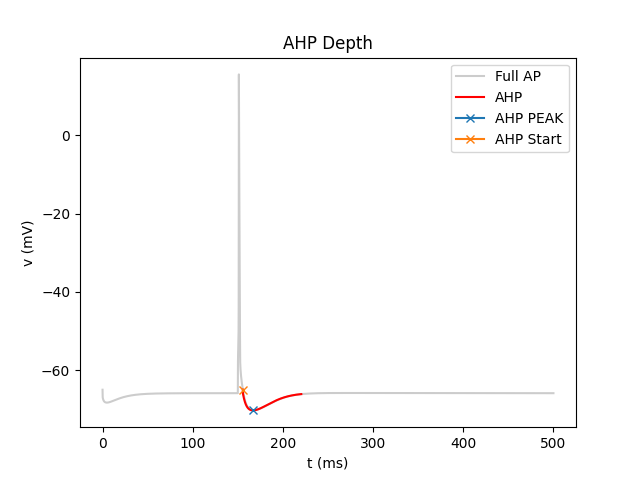 AHP Depth
Full AP
AHP
AHP PEAK
AHP Start
v (mV)
0
−20
−40
−60
0
100
200
300
400
500
t (ms)